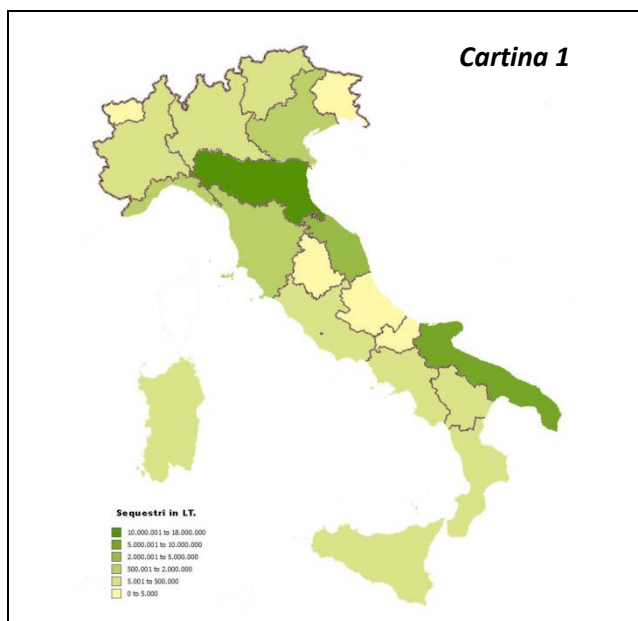 Cartina 1
Sequestri in LT.
10.000.001 to 18.000.000
5.000.001 to 10.000.000
2.000.001 to 5.000.000
500.001 to 2.000.000
5.001 to 500.000
0 to 5.000